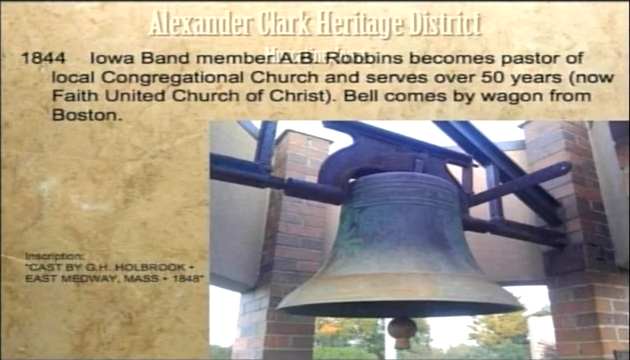 Alexander Clark Heritage District
1844 Iowa Band member A.B. Robbins becomes pastor of
local Congregational Church and serves over 50 years (now
Faith United Church of Christ). Bell comes by wagon from
Boston.
Inscription:
"CAST BY G.H. HOLBROOK •
EAST MEDWAY, MASS • 1848"